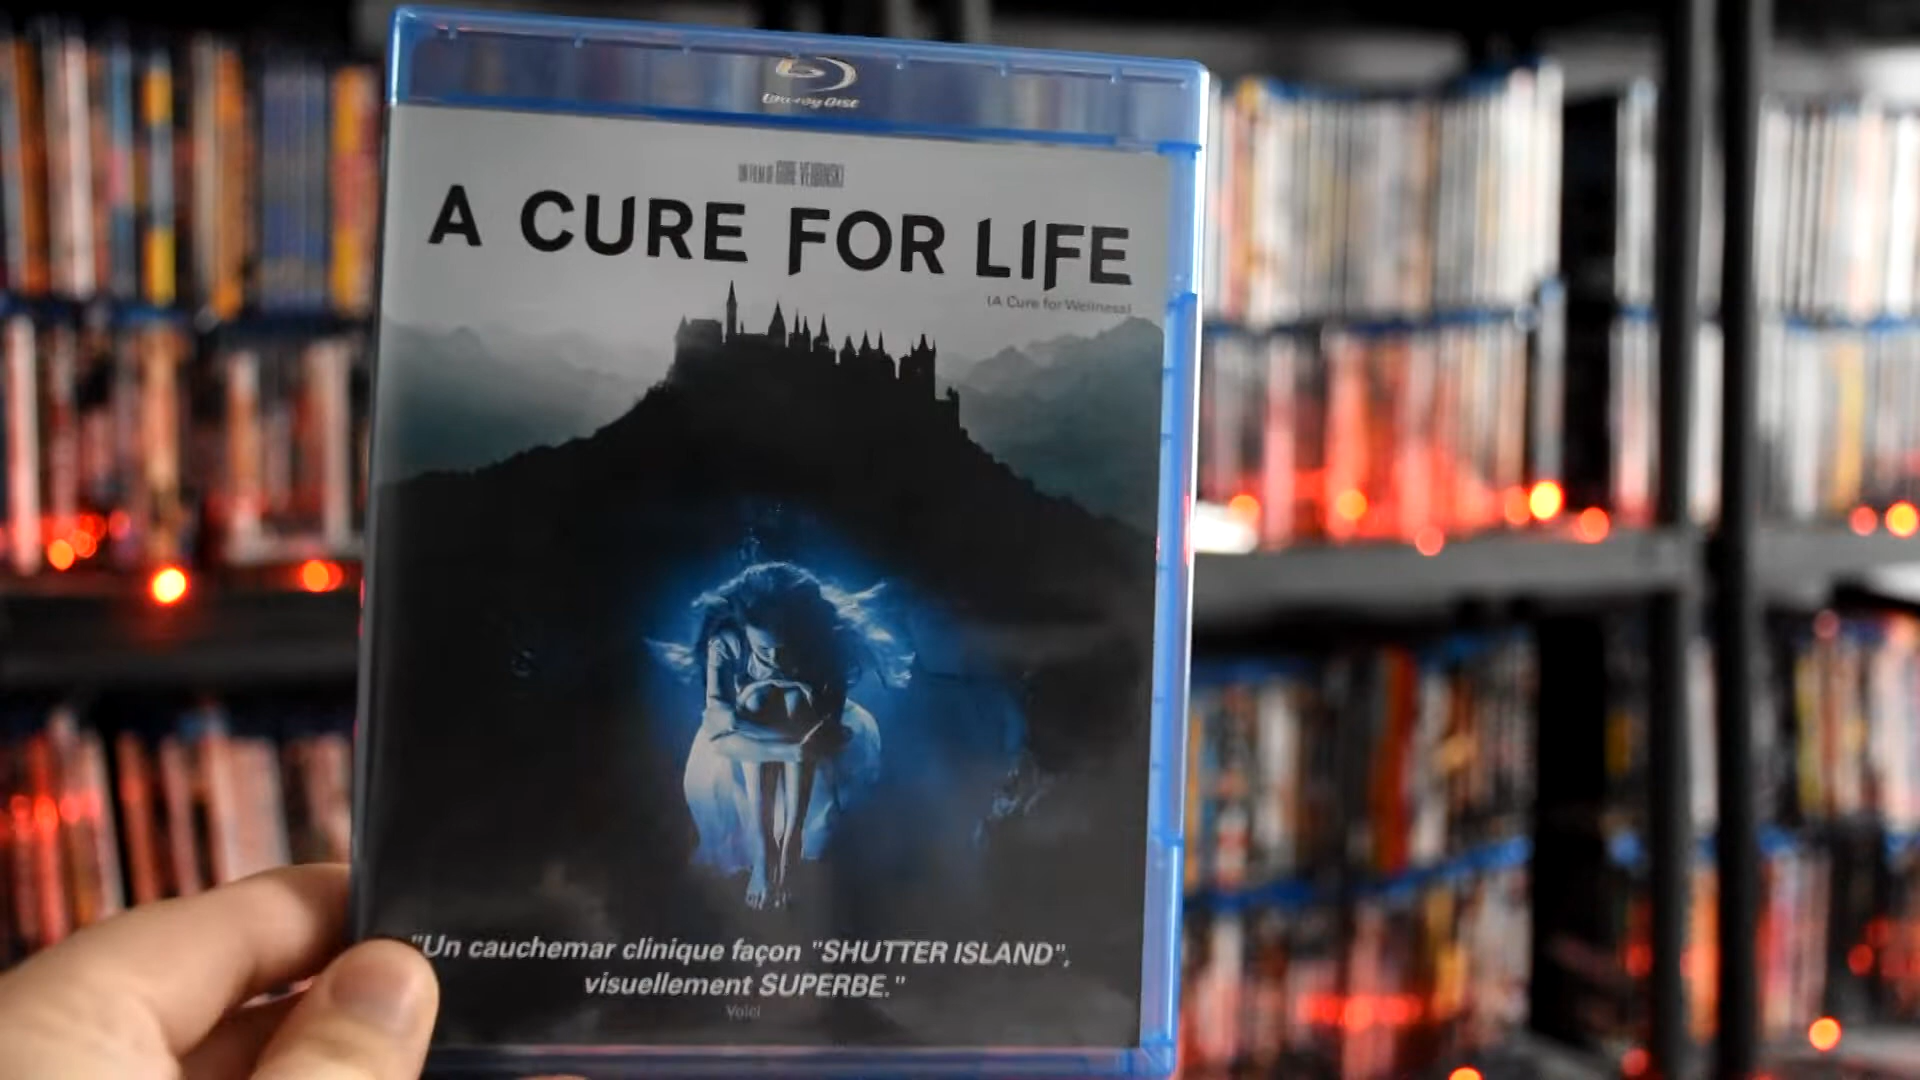 Blu-ray Disc
UN FILM DE GORE VERBINSKI
A CURE FOR LIFE
(A Cure for Wellness)
"Un cauchemar clinique façon "SHUTTER ISLAND",
visuellement SUPERBE."
Voici